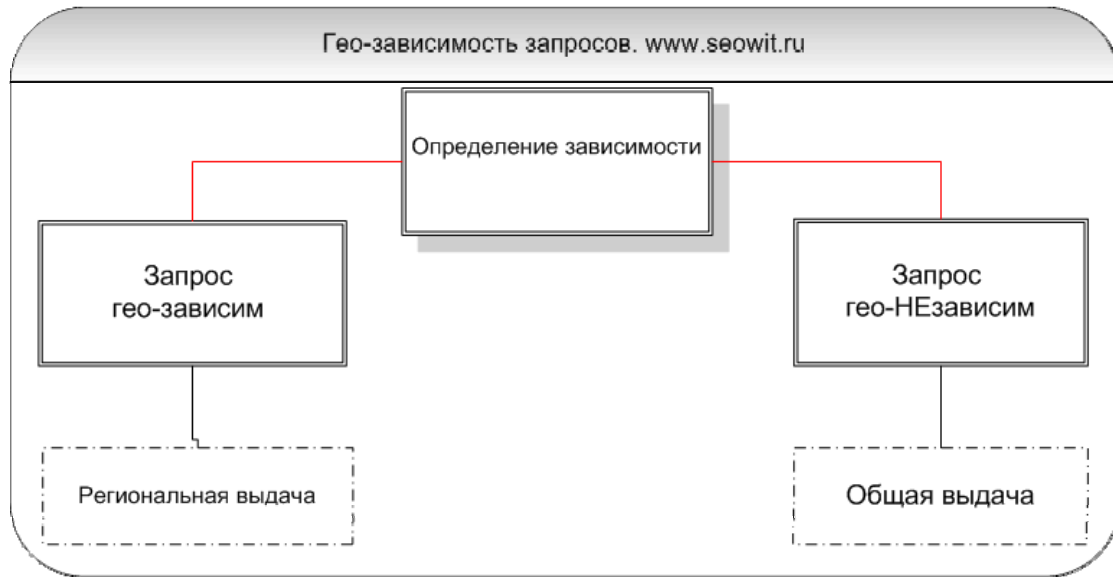 Гео-зависимость запросов. www.seowit.ru
Определение зависимости
Запрос
гео-зависим
Запрос
гео-НЕзависим
Региональная выдача
Общая выдача